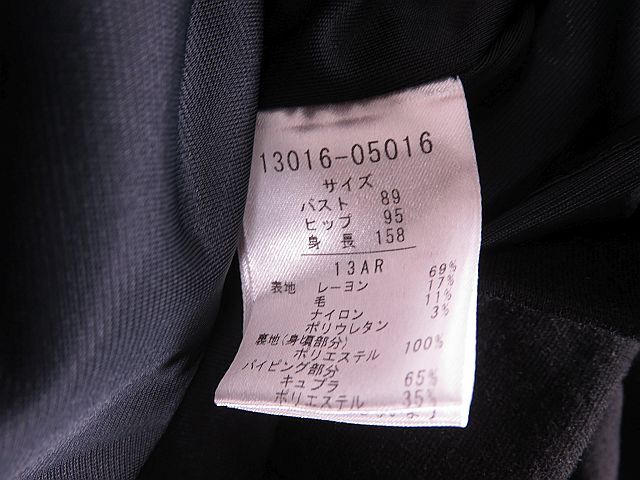 13016-05016
サイズ
バスト 89
ヒップ 95
身長 158
13AR
表地 レーヨン 69%
毛 17%
ナイロン 11%
ポリウレタン 3%
裏地(身頃部分)
ポリエステル 100%
パイピング部分
キュプラ 65%
ポリエステル 35%